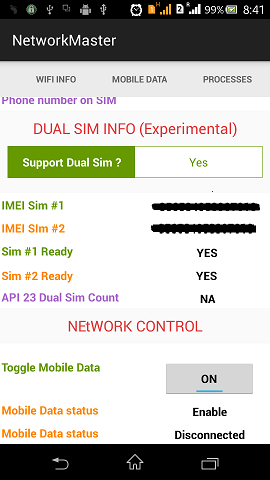 99% 8:41
NetworkMaster
WIFI INFO MOBILE DATA PROCESSES
Phone number on SIM
DUAL SIM INFO (Experimental)
Support Dual Sim ? Yes
IMEI Sim #1
IMEI SIm #2
Sim #1 Ready YES
Sim #2 Ready YES
API 23 Dual Sim Count NA
NEtWORK CONTROL
Toggle Mobile Data ON
Mobile Data status Enable
Mobile Data status Disconnected